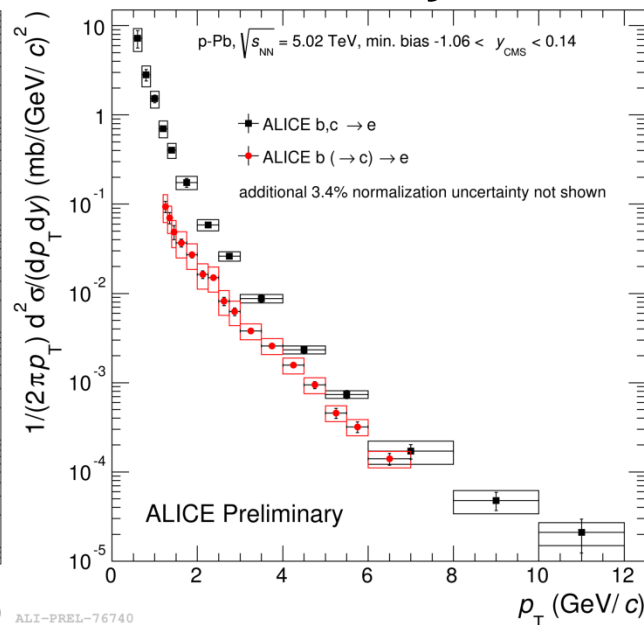 p-Pb, √s_NN = 5.02 TeV, min. bias -1.06 < y_CMS < 0.14
ALICE b,c → e
ALICE b (→ c) → e
additional 3.4% normalization uncertainty not shown
1/(2πp_T) d²σ/(dp_Tdy) (mb/(GeV/c)²)
10
1
10⁻¹
10⁻²
10⁻³
10⁻⁴
10⁻⁵
ALICE Preliminary
0 2 4 6 8 10 12
p_T (GeV/c)
ALI-PREL-76740